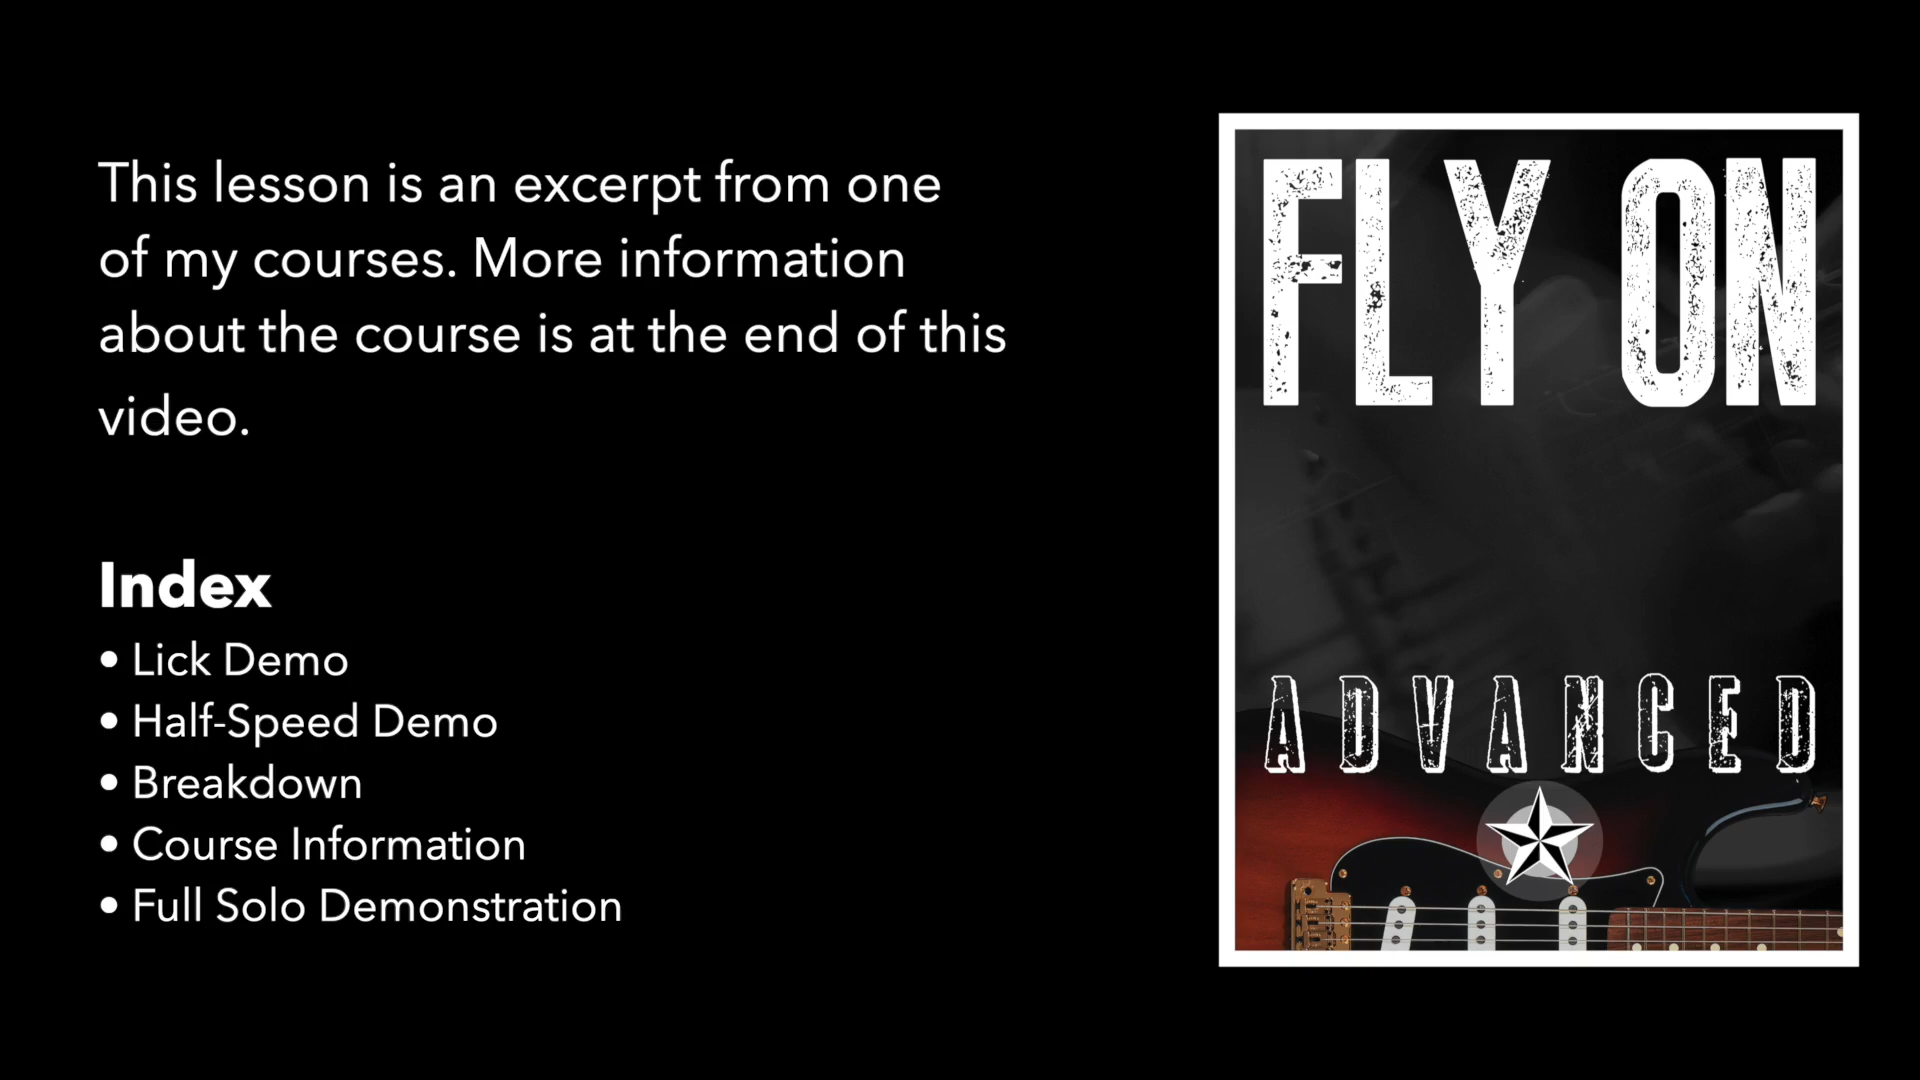 This lesson is an excerpt from one
of my courses. More information
about the course is at the end of this
video.
Index
• Lick Demo
• Half-Speed Demo
• Breakdown
• Course Information
• Full Solo Demonstration
FLY ON
ADVANCED